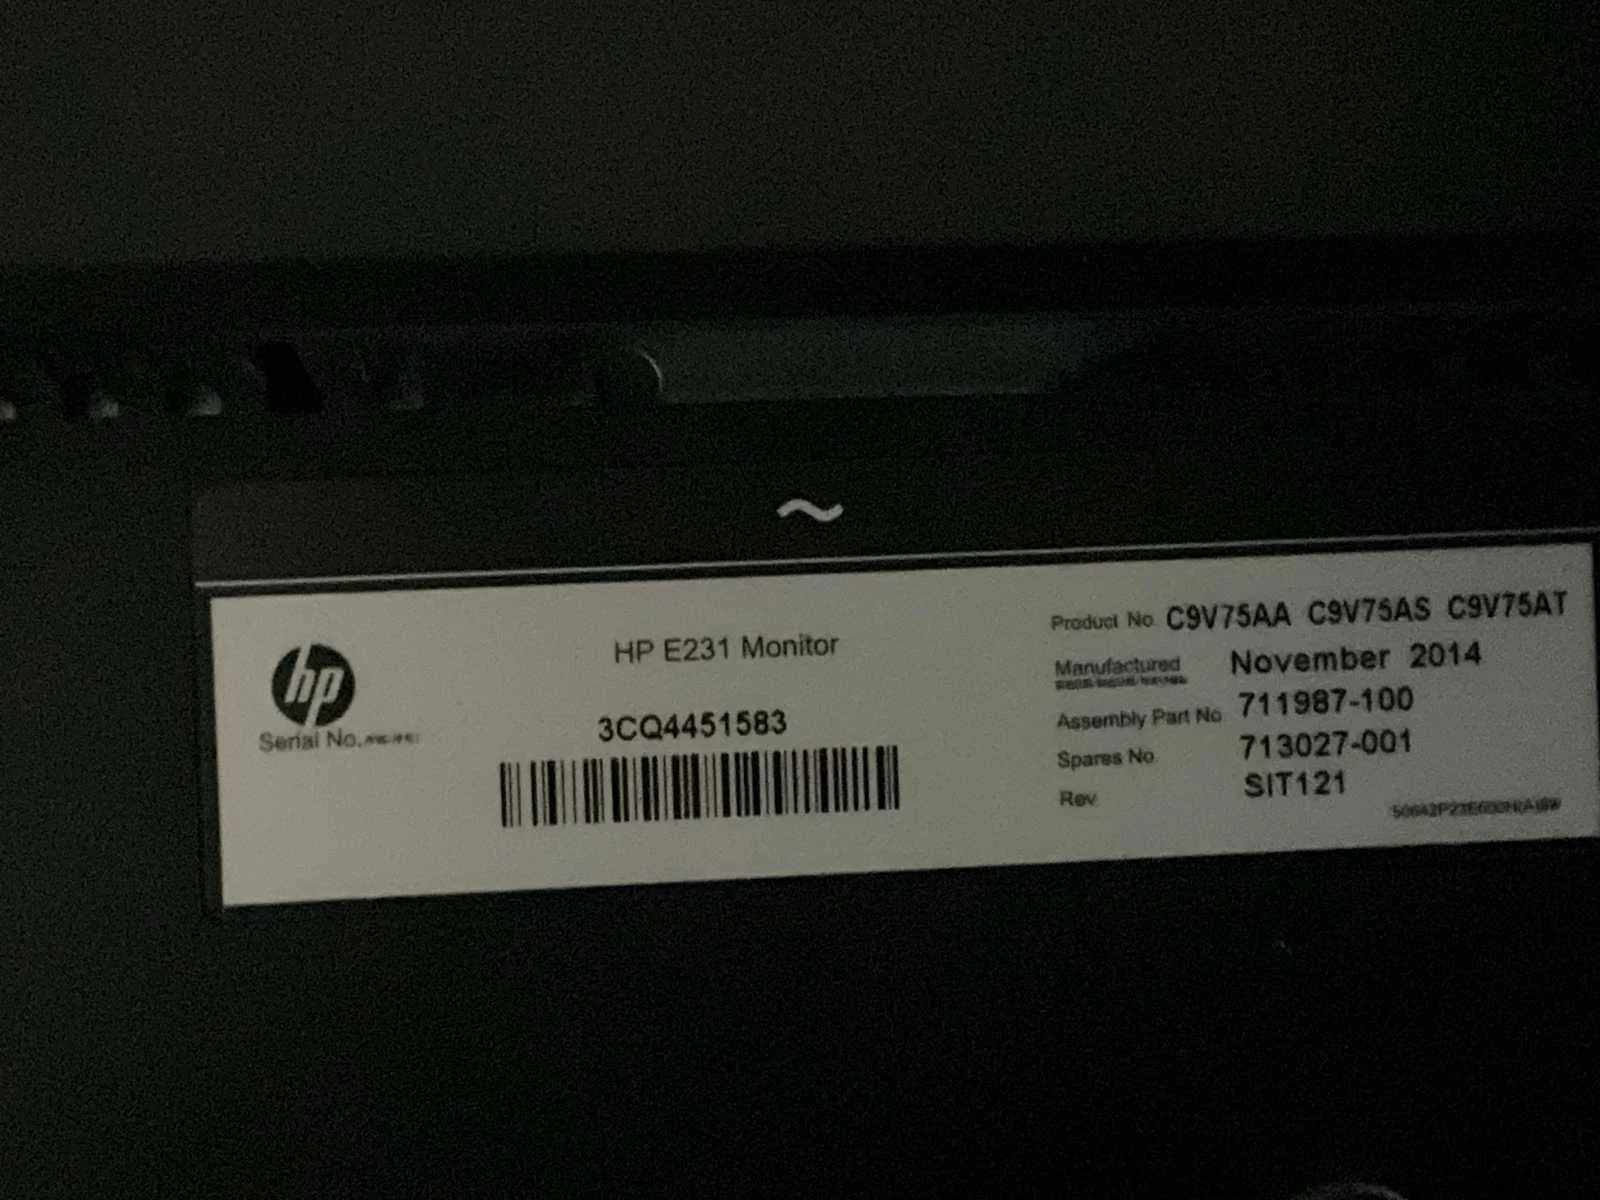 ~
hp
HP E231 Monitor
Serial No.
3CQ4451583
Product No. C9V75AA C9V75AS C9V75AT
Manufactured November 2014
Assembly Part No 711987-100
Spares No. 713027-001
Rev SIT121